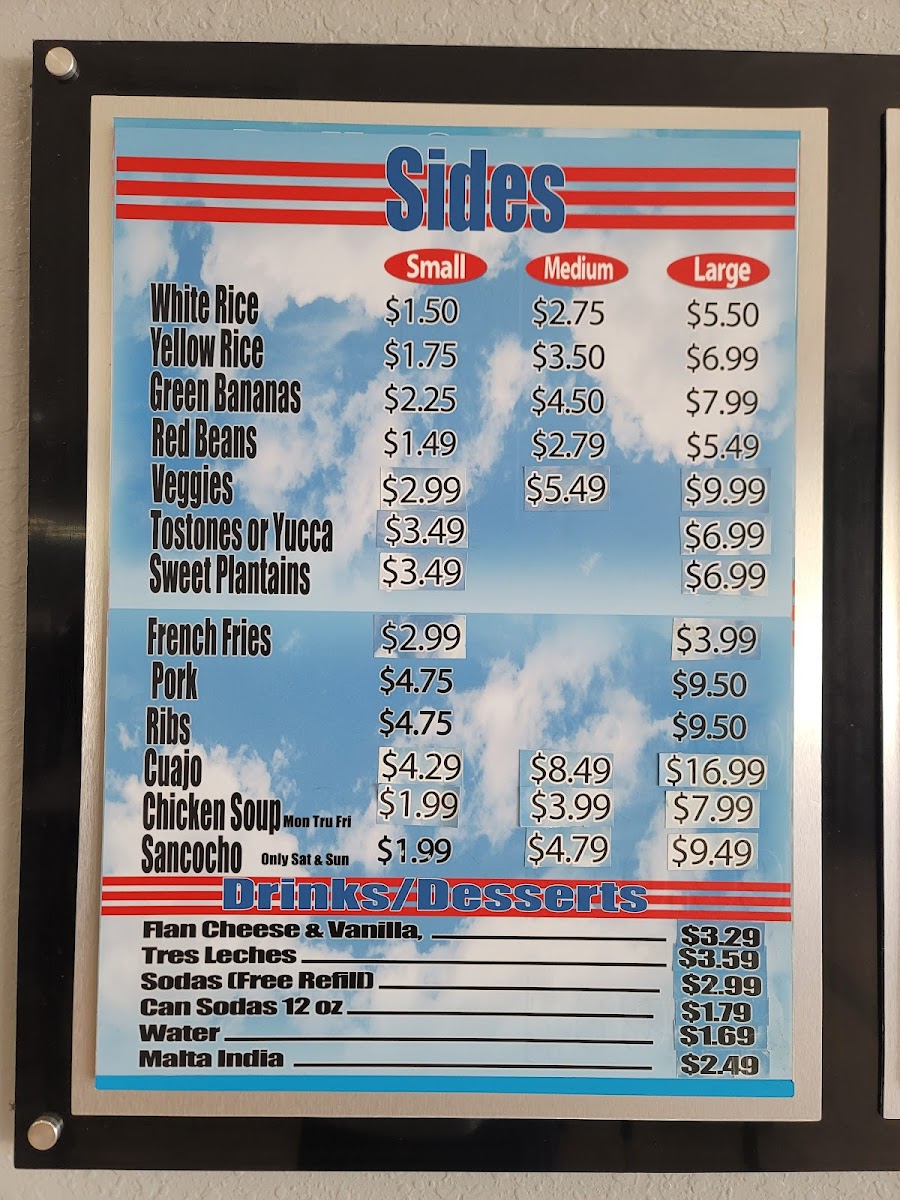 Sides
Small Medium Large
White Rice $1.50 $2.75 $5.50
Yellow Rice $1.75 $3.50 $6.99
Green Bananas $2.25 $4.50 $7.99
Red Beans $1.49 $2.79 $5.49
Veggies $2.99 $5.49 $9.99
Tostones or Yucca $3.49 $6.99
Sweet Plantains $3.49 $6.99
French Fries $2.99 $3.99
Pork $4.75 $9.50
Ribs $4.75 $9.50
Cuajo $4.29 $8.49 $16.99
Chicken Soup Mon Tru Fri $1.99 $3.99 $7.99
Sancocho Only Sat & Sun $1.99 $4.79 $9.49
Drinks/Desserts
Flan Cheese & Vanilla, $3.29
Tres Leches $3.59
Sodas (Free Refill) $2.99
Can Sodas 12 oz $1.79
Water $1.69
Malta India $2.49